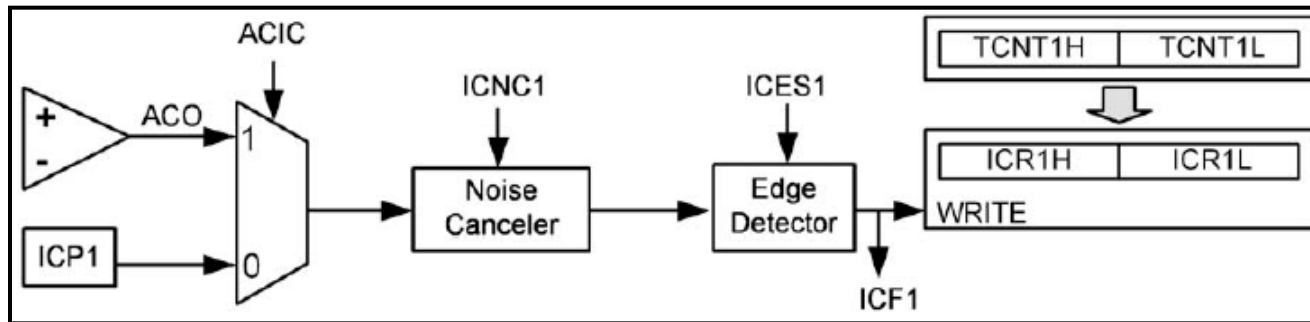 ACIC
TCNT1H TCNT1L
ICNC1
ICES1
+
ACO
1
-
Noise
Canceler
Edge
Detector
ICR1H ICR1L
WRITE
ICP1
0
ICF1